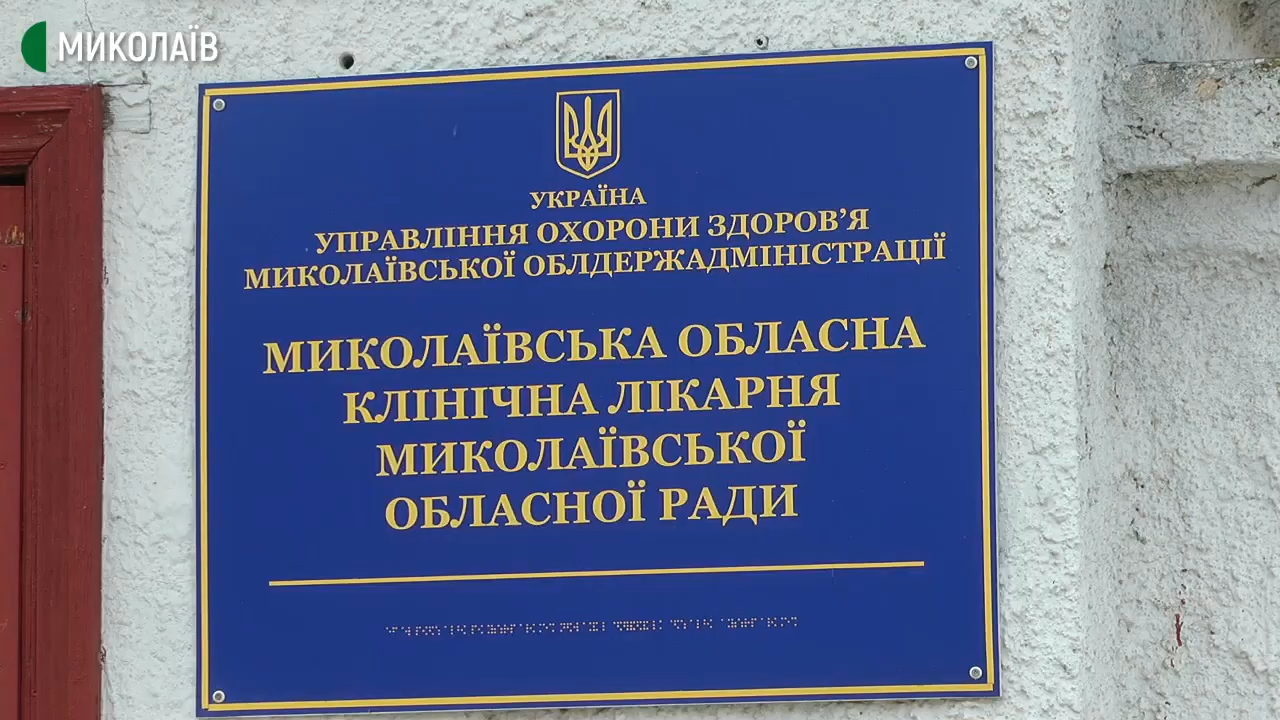 МИКОЛАЇВ
УКРАЇНА
УПРАВЛІННЯ ОХОРОНИ ЗДОРОВ’Я
МИКОЛАЇВСЬКОЇ ОБЛДЕРЖАДМІНІСТРАЦІЇ
МИКОЛАЇВСЬКА ОБЛАСНА
КЛІНІЧНА ЛІКАРНЯ
МИКОЛАЇВСЬКОЇ
ОБЛАСНОЇ РАДИ